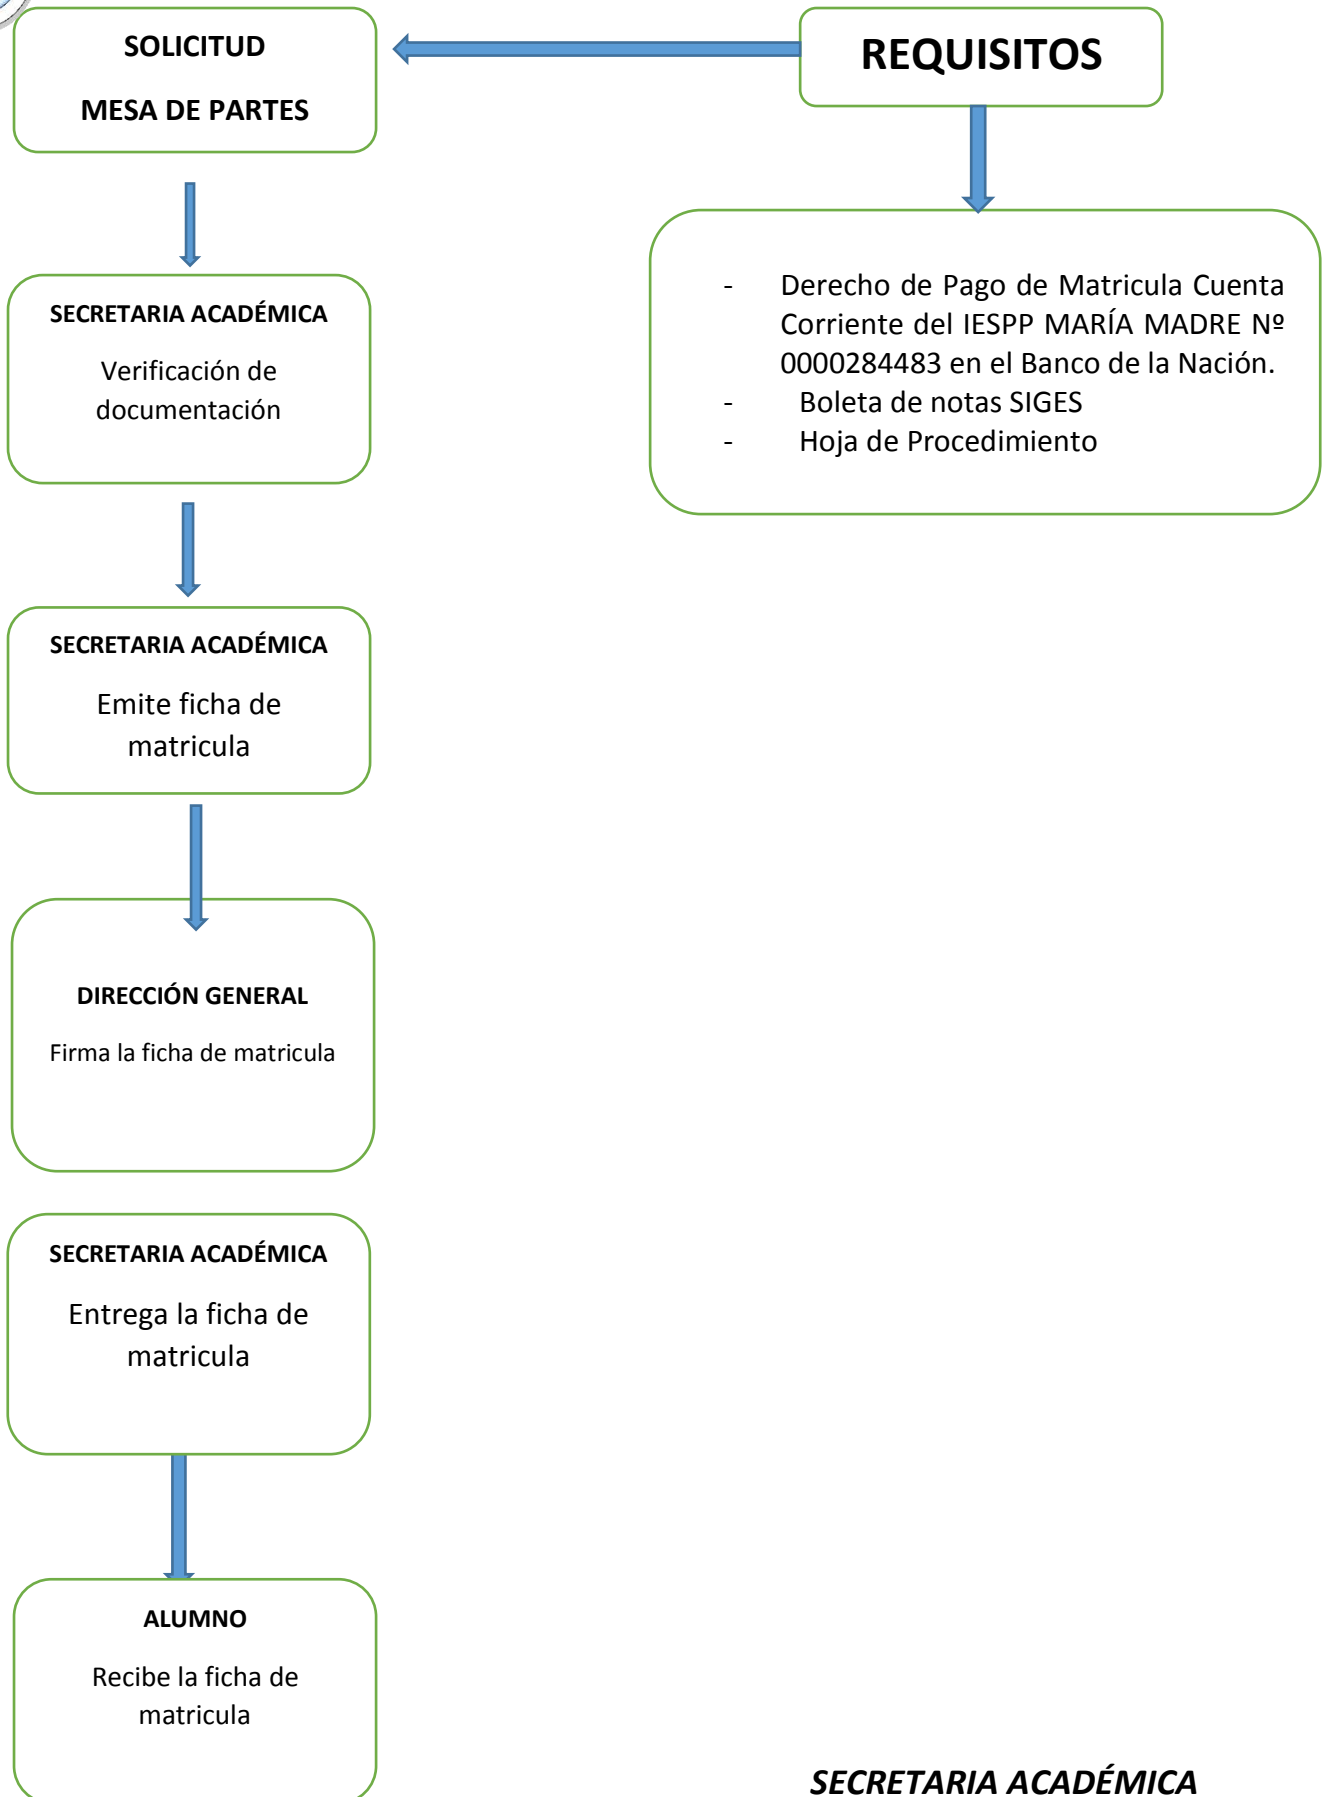 SOLICITUD
MESA DE PARTES
REQUISITOS
- Derecho de Pago de Matricula Cuenta
Corriente del IESPP MARÍA MADRE Nº
0000284483 en el Banco de la Nación.
- Boleta de notas SIGES
- Hoja de Procedimiento
SECRETARIA ACADÉMICA
Verificación de
documentación
SECRETARIA ACADÉMICA
Emite ficha de
matricula
DIRECCIÓN GENERAL
Firma la ficha de matricula
SECRETARIA ACADÉMICA
Entrega la ficha de
matricula
ALUMNO
Recibe la ficha de
matricula
SECRETARIA ACADÉMICA